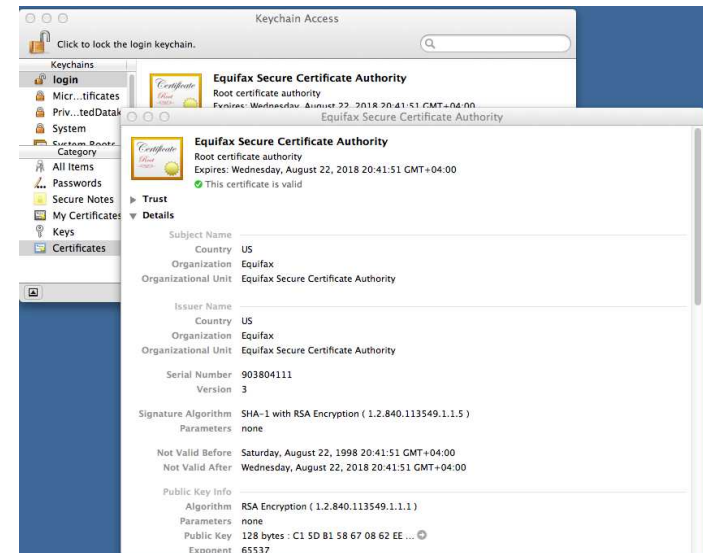 Keychain Access
Click to lock the login keychain.
Keychains
login
Micr...tificates
Priv...tedDatak
System
System Roots
Category
All Items
Passwords
Secure Notes
My Certificates
Keys
Certificates
Certificate
Root
Equifax Secure Certificate Authority
Root certificate authority
Expires: Wednesday, August 22, 2018 20:41:51 GMT+04:00
Equifax Secure Certificate Authority
Certificate
Root
Equifax Secure Certificate Authority
Root certificate authority
Expires: Wednesday, August 22, 2018 20:41:51 GMT+04:00
This certificate is valid
Trust
Details
Subject Name
Country US
Organization Equifax
Organizational Unit Equifax Secure Certificate Authority
Issuer Name
Country US
Organization Equifax
Organizational Unit Equifax Secure Certificate Authority
Serial Number 903804111
Version 3
Signature Algorithm SHA-1 with RSA Encryption ( 1.2.840.113549.1.1.5 )
Parameters none
Not Valid Before Saturday, August 22, 1998 20:41:51 GMT+04:00
Not Valid After Wednesday, August 22, 2018 20:41:51 GMT+04:00
Public Key Info
Algorithm RSA Encryption ( 1.2.840.113549.1.1.1 )
Parameters none
Public Key 128 bytes : C1 5D B1 58 67 08 62 EE ...
Exponent 65537